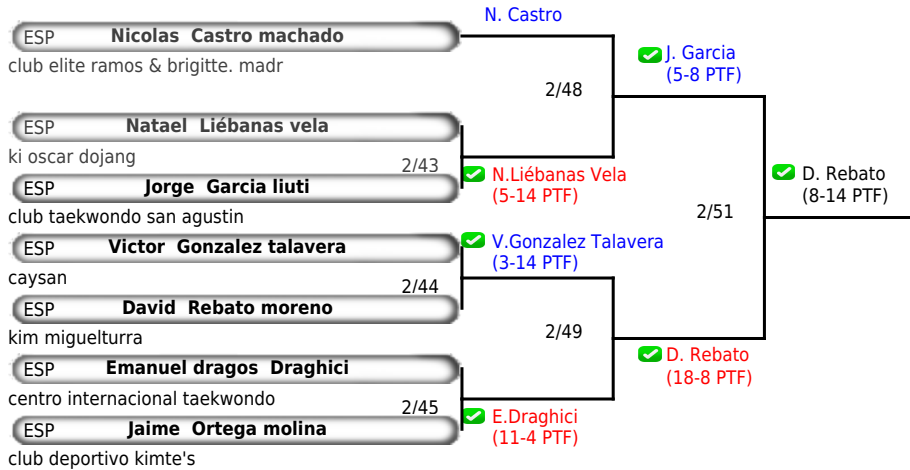 N. Castro
ESP Nicolas Castro machado
club elite ramos & brigitte. madr
J. Garcia
(5-8 PTF)
2/48
ESP Natael Liébanas vela
ki oscar dojang
2/43
ESP Jorge Garcia liuti
club taekwondo san agustin
N.Liébanas Vela
(5-14 PTF)
D. Rebato
(8-14 PTF)
2/51
ESP Victor Gonzalez talavera
caysan
V.Gonzalez Talavera
(3-14 PTF)
2/44
ESP David Rebato moreno
kim miguelturra
2/49
D. Rebato
(18-8 PTF)
ESP Emanuel dragos Draghici
centro internacional taekwondo
2/45
ESP Jaime Ortega molina
club deportivo kimte's
E.Draghici
(11-4 PTF)